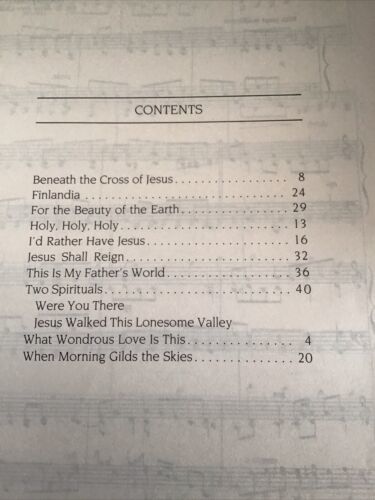 CONTENTS
Beneath the Cross of Jesus................ 8
Finlandia ............................. 24
For the Beauty of the Earth............... 29
Holy, Holy, Holy......................... 13
I'd Rather Have Jesus.................... 16
Jesus Shall Reign........................ 32
This Is My Father's World................. 36
Two Spirituals........................... 40
Were You There
Jesus Walked This Lonesome Valley
What Wondrous Love Is This............... 4
When Morning Gilds the Skies.............. 20